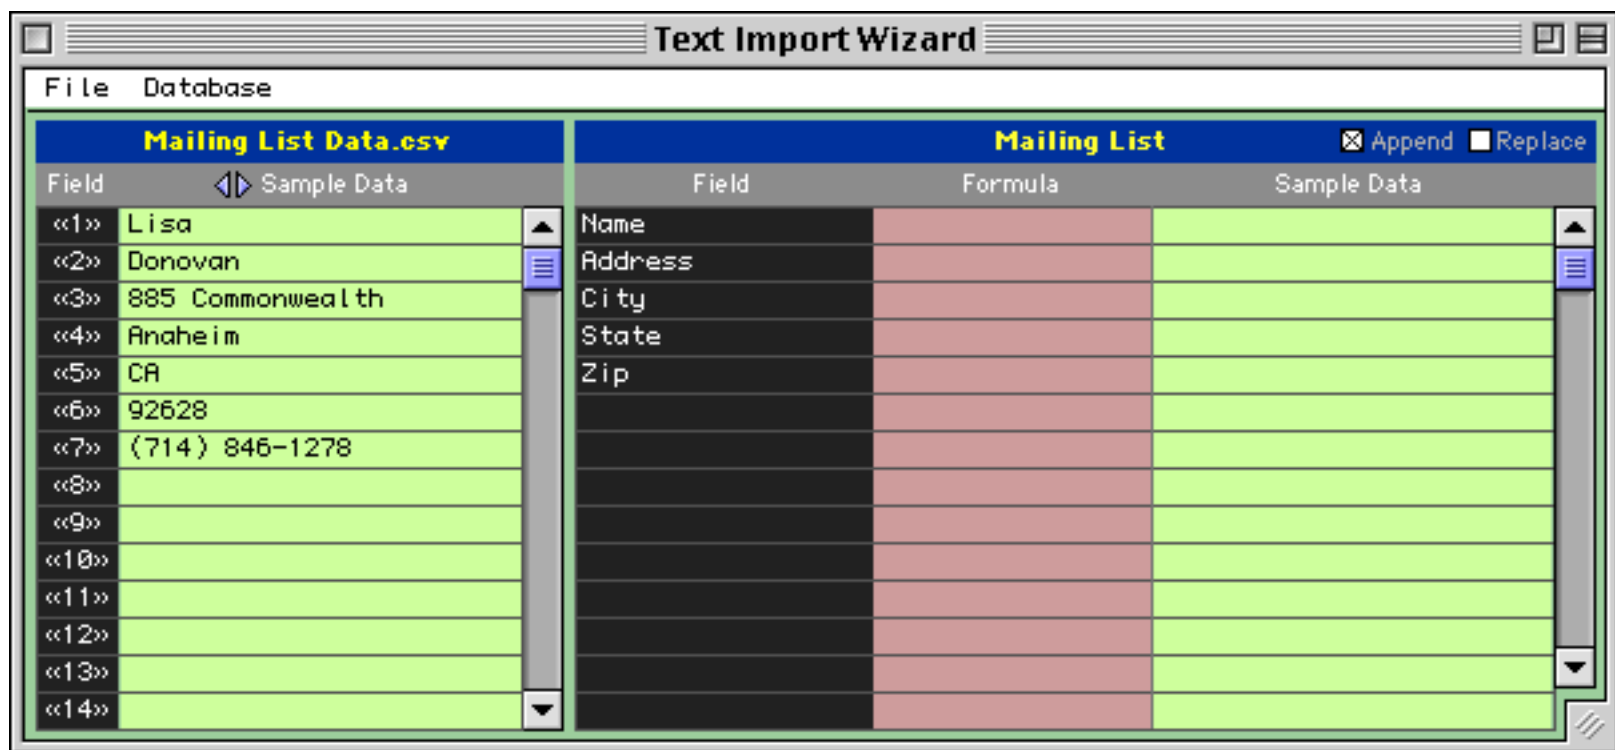 Text Import Wizard
File Database
Mailing List Data.csv
Field Sample Data
«1» Lisa
«2» Donovan
«3» 885 Commonwealth
«4» Anaheim
«5» CA
«6» 92628
«7» (714) 846-1278
«8»
«9»
«10»
«11»
«12»
«13»
«14»
Mailing List Append Replace
Field Formula Sample Data
Name
Address
City
State
Zip